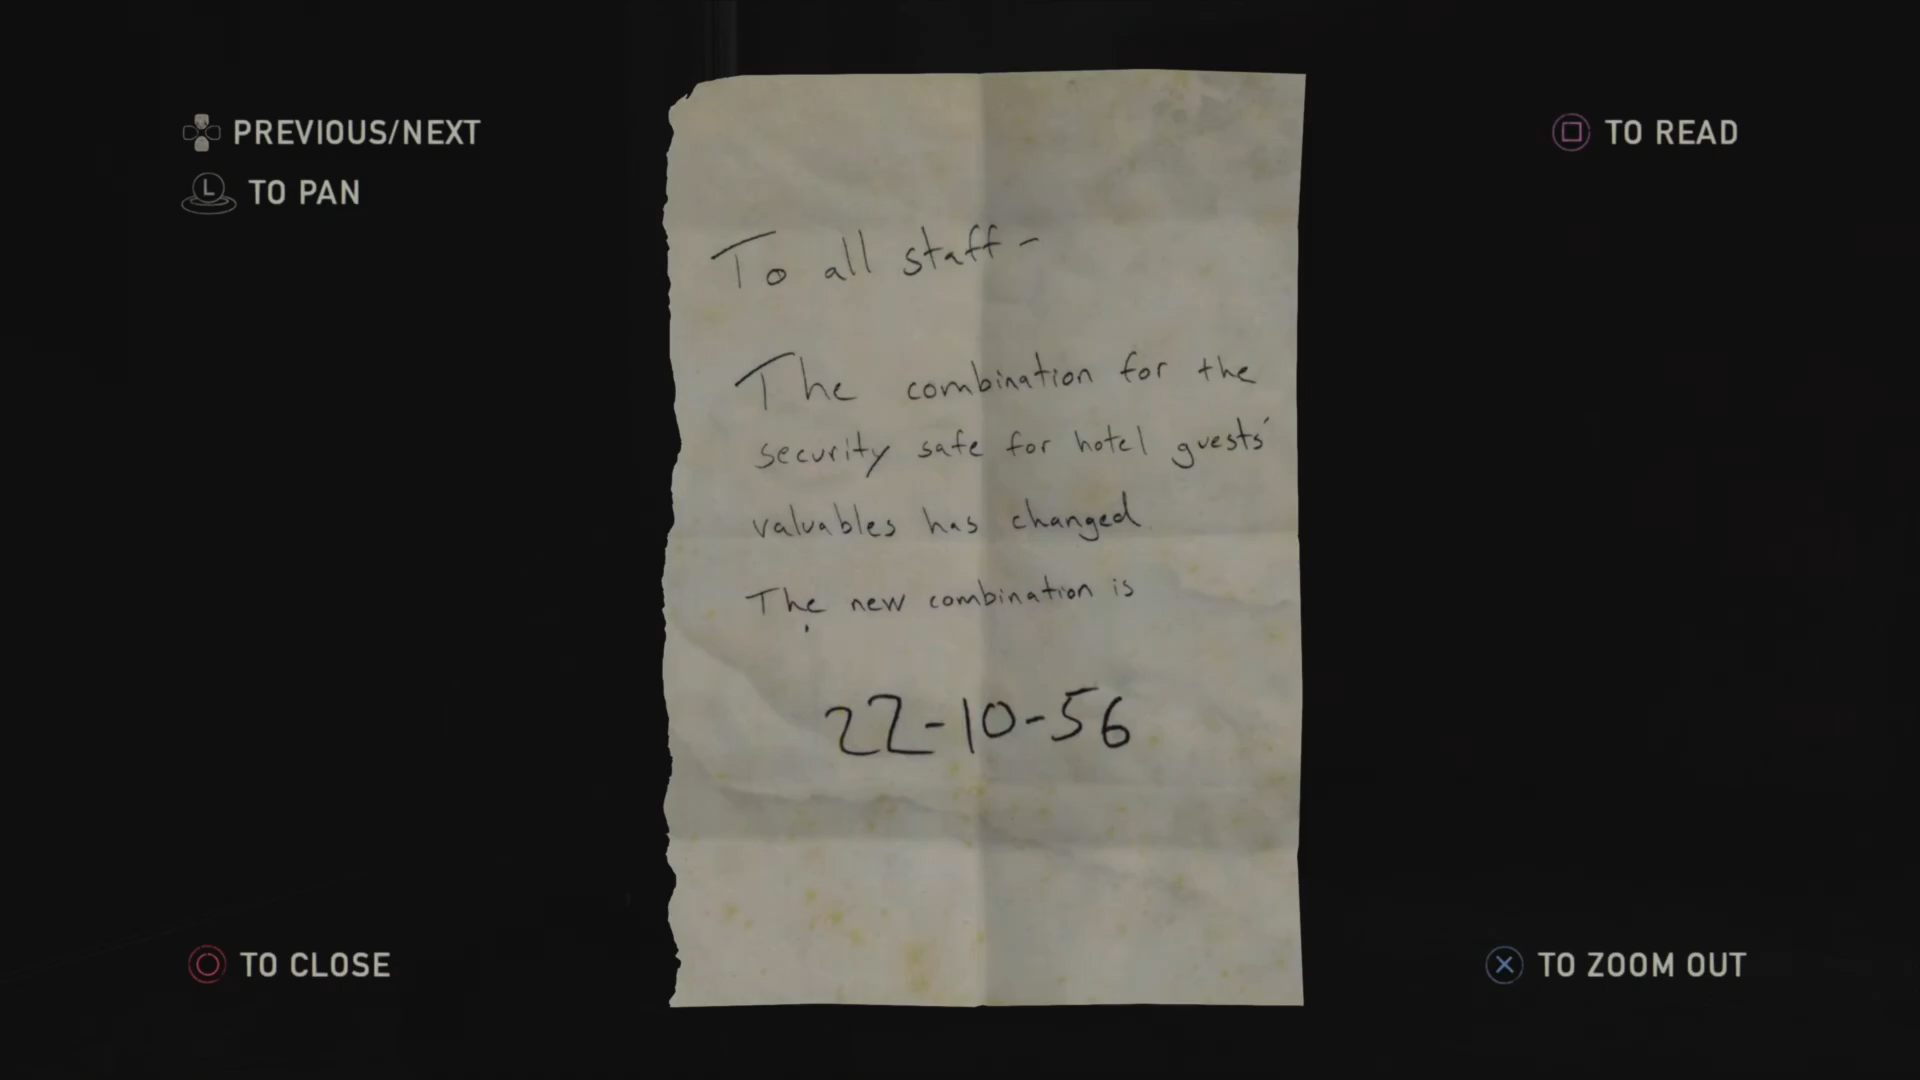 PREVIOUS/NEXT
L TO PAN
TO READ
To all staff -
The combination for the
security safe for hotel guests'
valuables has changed.
The new combination is
22-10-56
TO CLOSE
TO ZOOM OUT